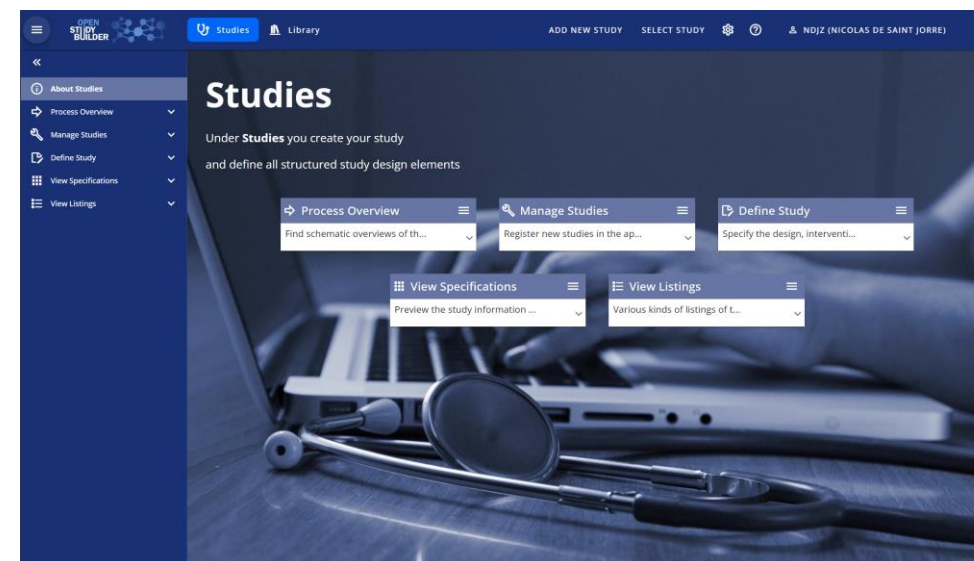 OPEN
STUDY
BUILDER
Studies
Library
ADD NEW STUDY
SELECT STUDY
NDJZ (NICOLAS DE SAINT JORRE)
About Studies
Process Overview
Manage Studies
Define Study
View Specifications
View Listings
Studies
Under Studies you create your study
and define all structured study design elements
Process Overview
Find schematic overviews of th...
Manage Studies
Register new studies in the ap...
Define Study
Specify the design, interventi...
View Specifications
Preview the study information ...
View Listings
Various kinds of listings of t...